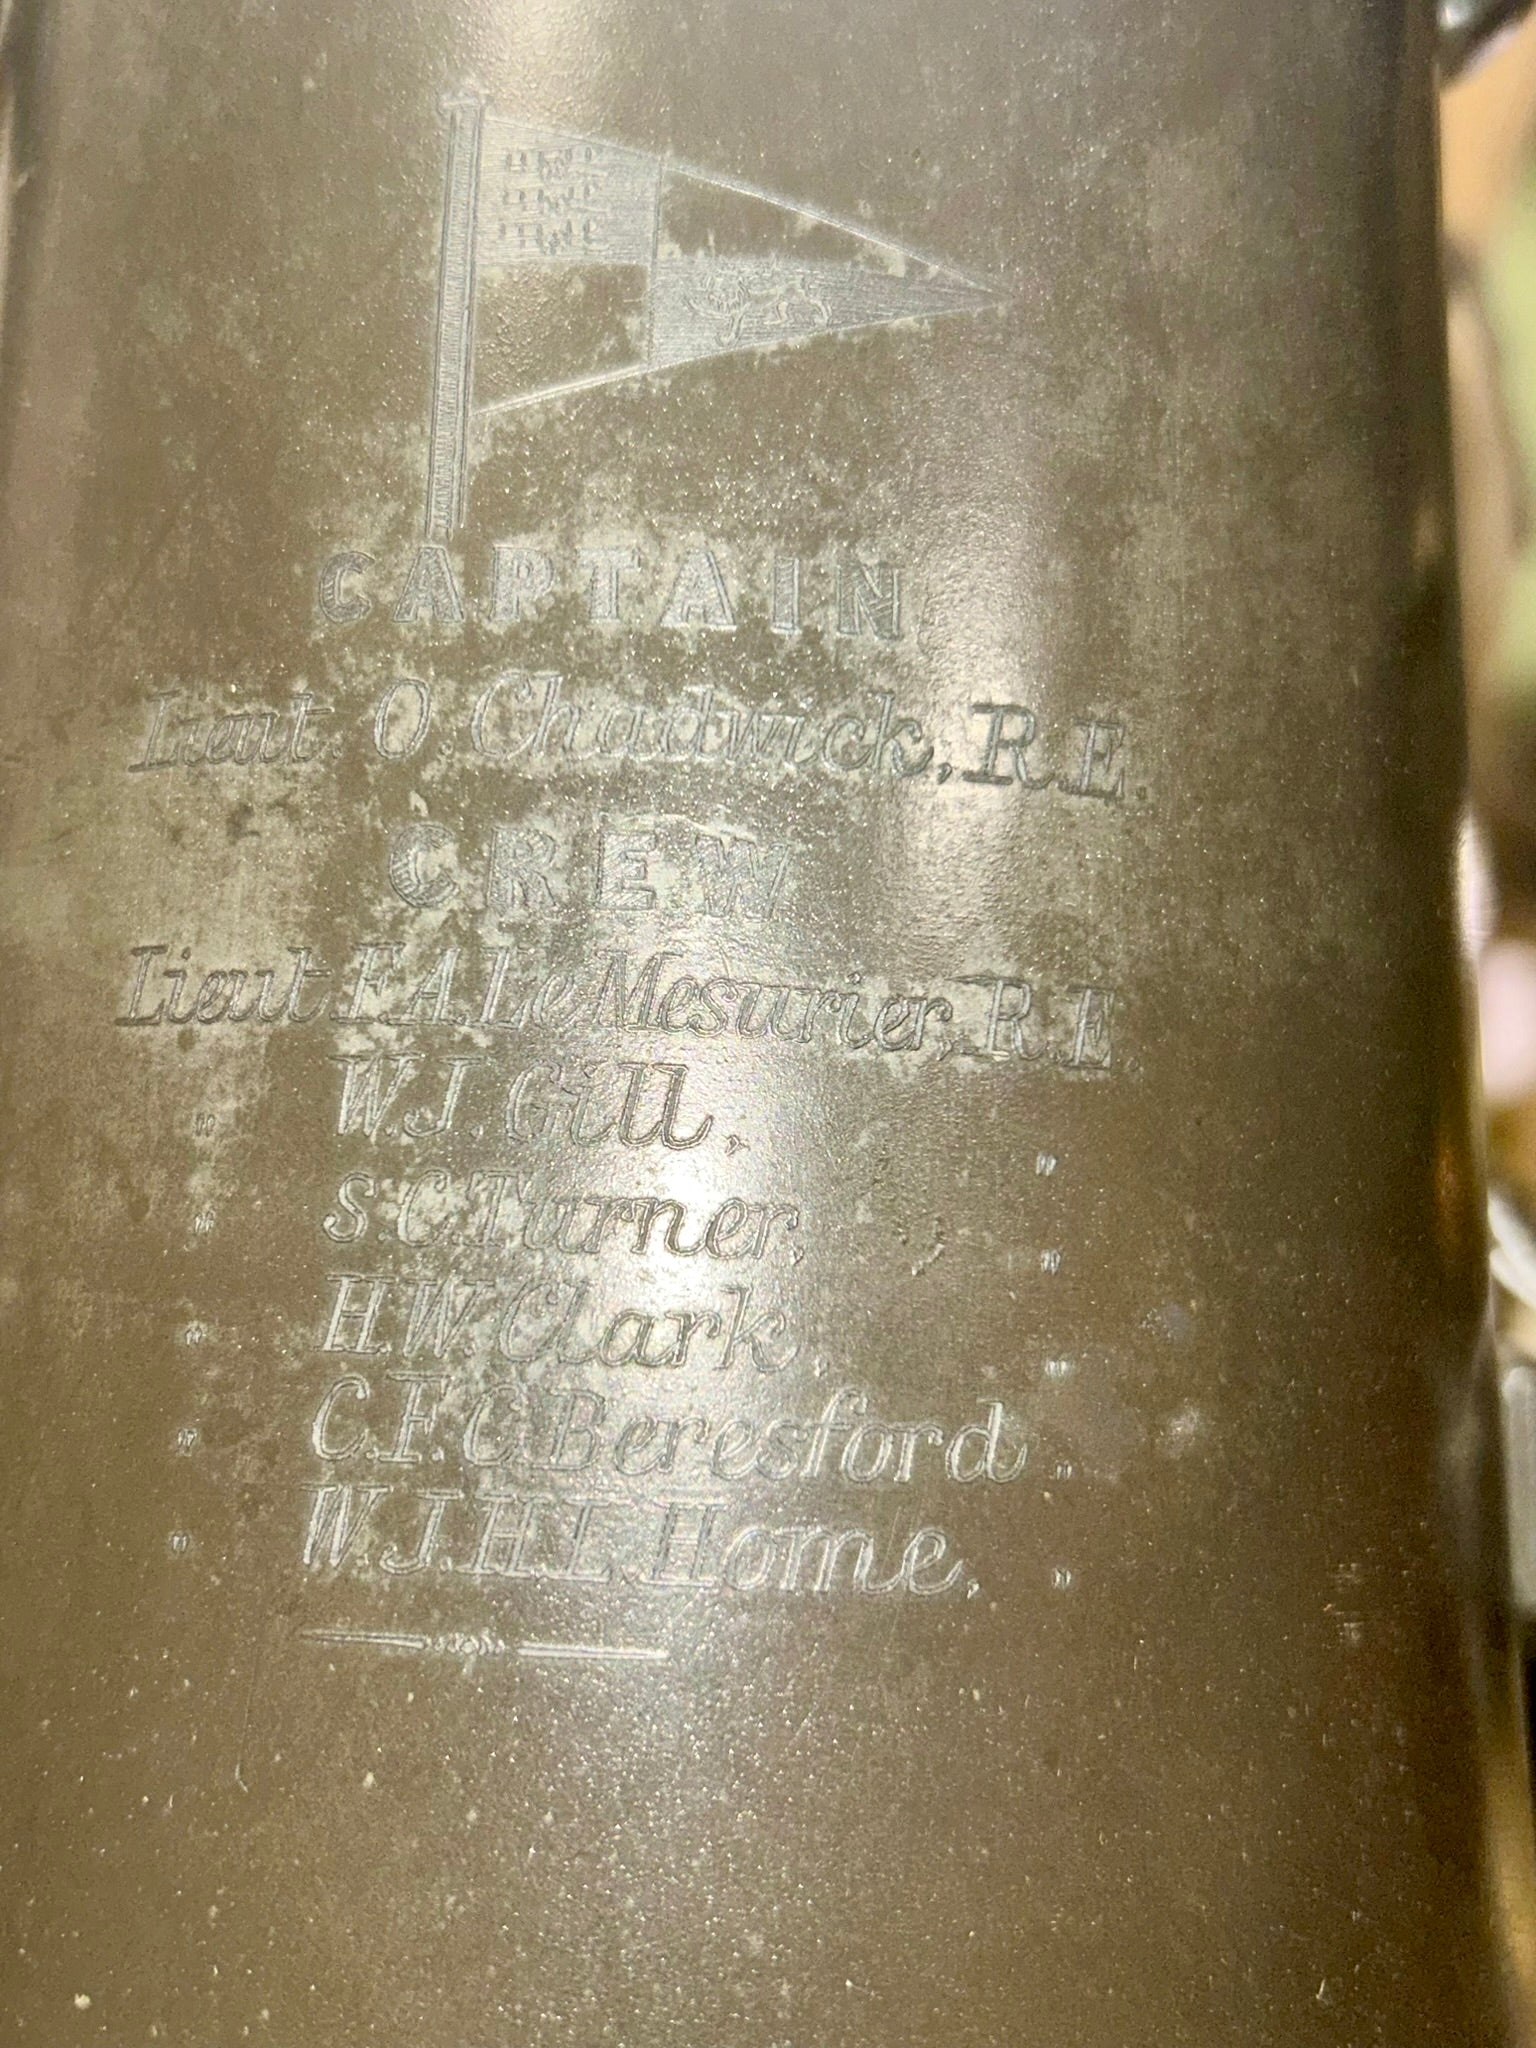 CAPTAIN
Lieut. O. Chadwick, R.E.
CREW
Lieut F.A. Le Mesurier, R.E.
" W.J. Gill, "
" S.C. Turner, "
" H.W. Clark, "
" C.F.C. Beresford "
" W.J.H.I. Home, "